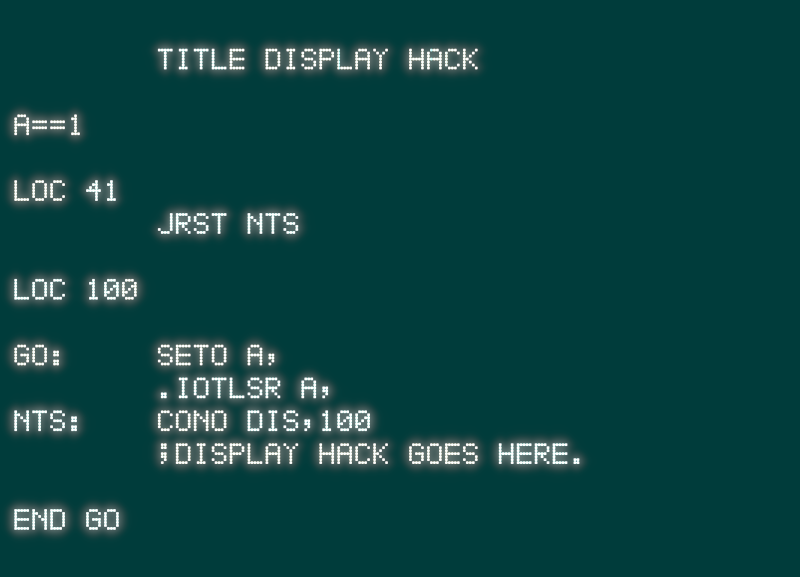 TITLE DISPLAY HACK
A==1
LOC 41
JRST NTS
LOC 100
GO: SETO A,
.IOTLSR A,
NTS: CONO DIS,100
;DISPLAY HACK GOES HERE.
END GO